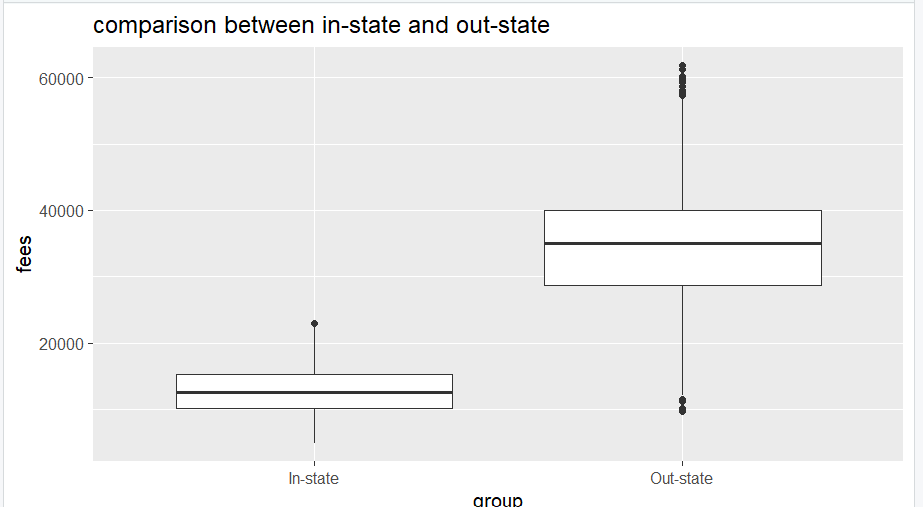 comparison between in-state and out-state
60000
40000
20000
fees
In-state
Out-state
group